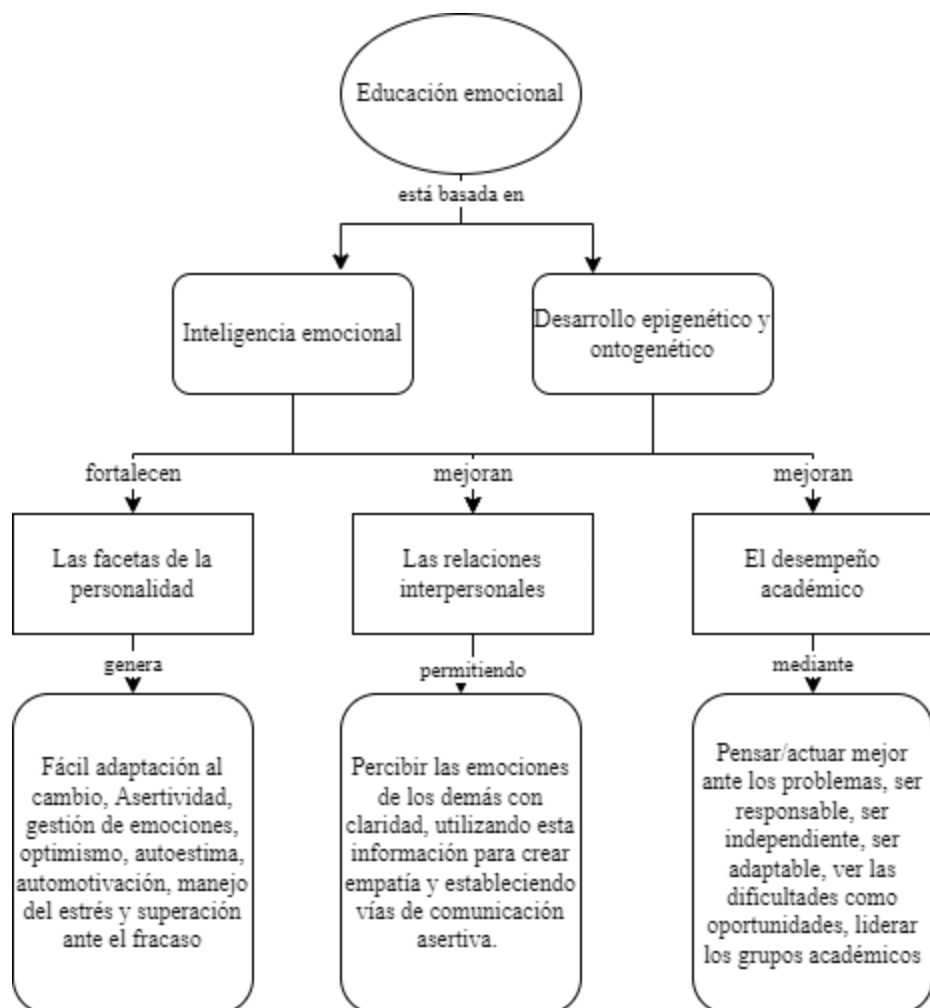 Educación emocional
está basada en
Inteligencia emocional
Desarrollo epigenético y
ontogenético
fortalecen
mejoran
mejoran
Las facetas de la
personalidad
Las relaciones
interpersonales
El desempeño
académico
genera
permitiendo
mediante
Fácil adaptación al
cambio, Asertividad,
gestión de emociones,
optimismo, autoestima,
automotivación, manejo
del estrés y superación
ante el fracaso
Percibir las emociones
de los demás con
claridad, utilizando esta
información para crear
empatía y estableciendo
vías de comunicación
asertiva.
Pensar/actuar mejor
ante los problemas, ser
responsable, ser
independiente, ser
adaptable, ver las
dificultades como
oportunidades, liderar
los grupos académicos